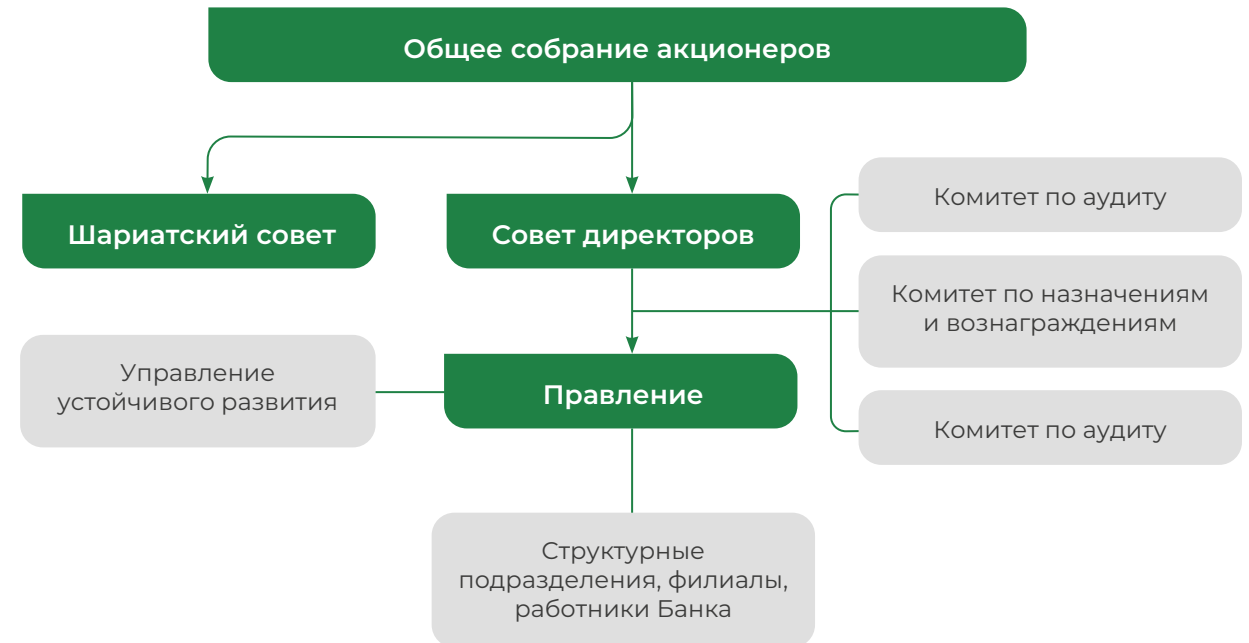 Общее собрание акционеров
Шариатский совет
Совет директоров
Комитет по аудиту
Комитет по назначениям
и вознаграждениям
Управление
устойчивого развития
Правление
Комитет по аудиту
Структурные
подразделения, филиалы,
работники Банка